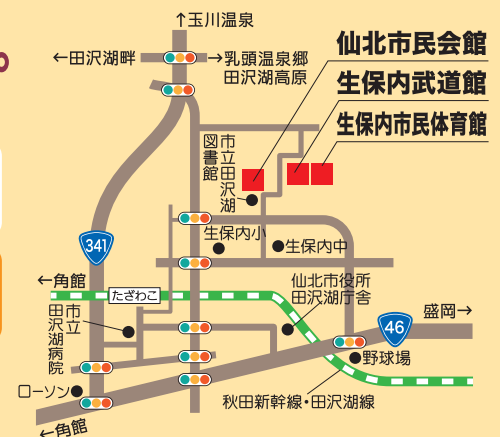 ↑玉川温泉
←田沢湖畔
→乳頭温泉郷
田沢湖高原
仙北市民会館
生保内武道館
生保内市民体育館
市立田沢湖
図書館
生保内小
生保内中
341
←角館
たざわこ
仙北市役所
田沢湖庁舎
盛岡→
46
市立
田沢湖病院
野球場
ローソン
秋田新幹線・田沢湖線
←角館